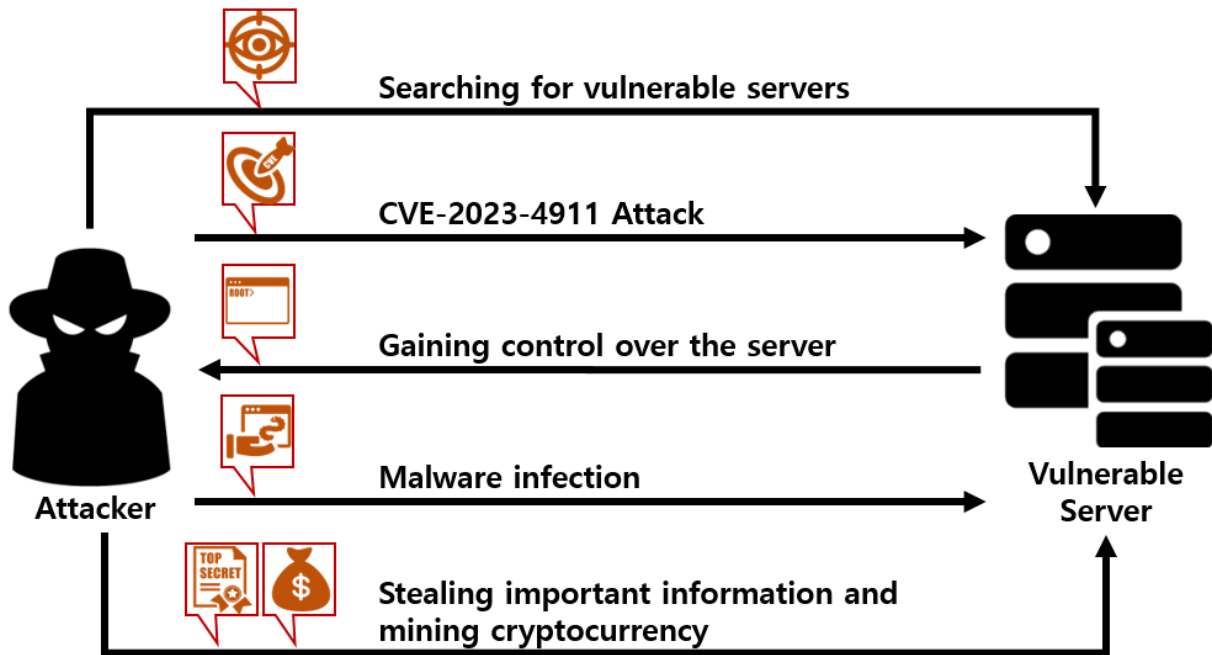 Searching for vulnerable servers
CVE
CVE-2023-4911 Attack
ROOT>
Gaining control over the server
Malware infection
Attacker
Vulnerable
Server
TOP
SECRET
$
Stealing important information and
mining cryptocurrency